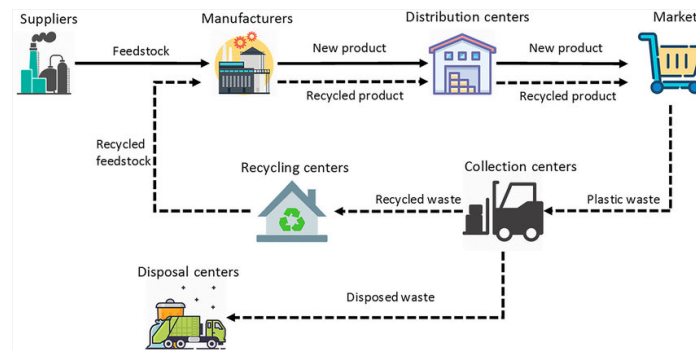 Suppliers
Manufacturers
Distribution centers
Market
Feedstock
New product
New product
Recycled product
Recycled product
Recycled
feedstock
Recycling centers
Collection centers
Recycled waste
Plastic waste
Disposal centers
Disposed waste